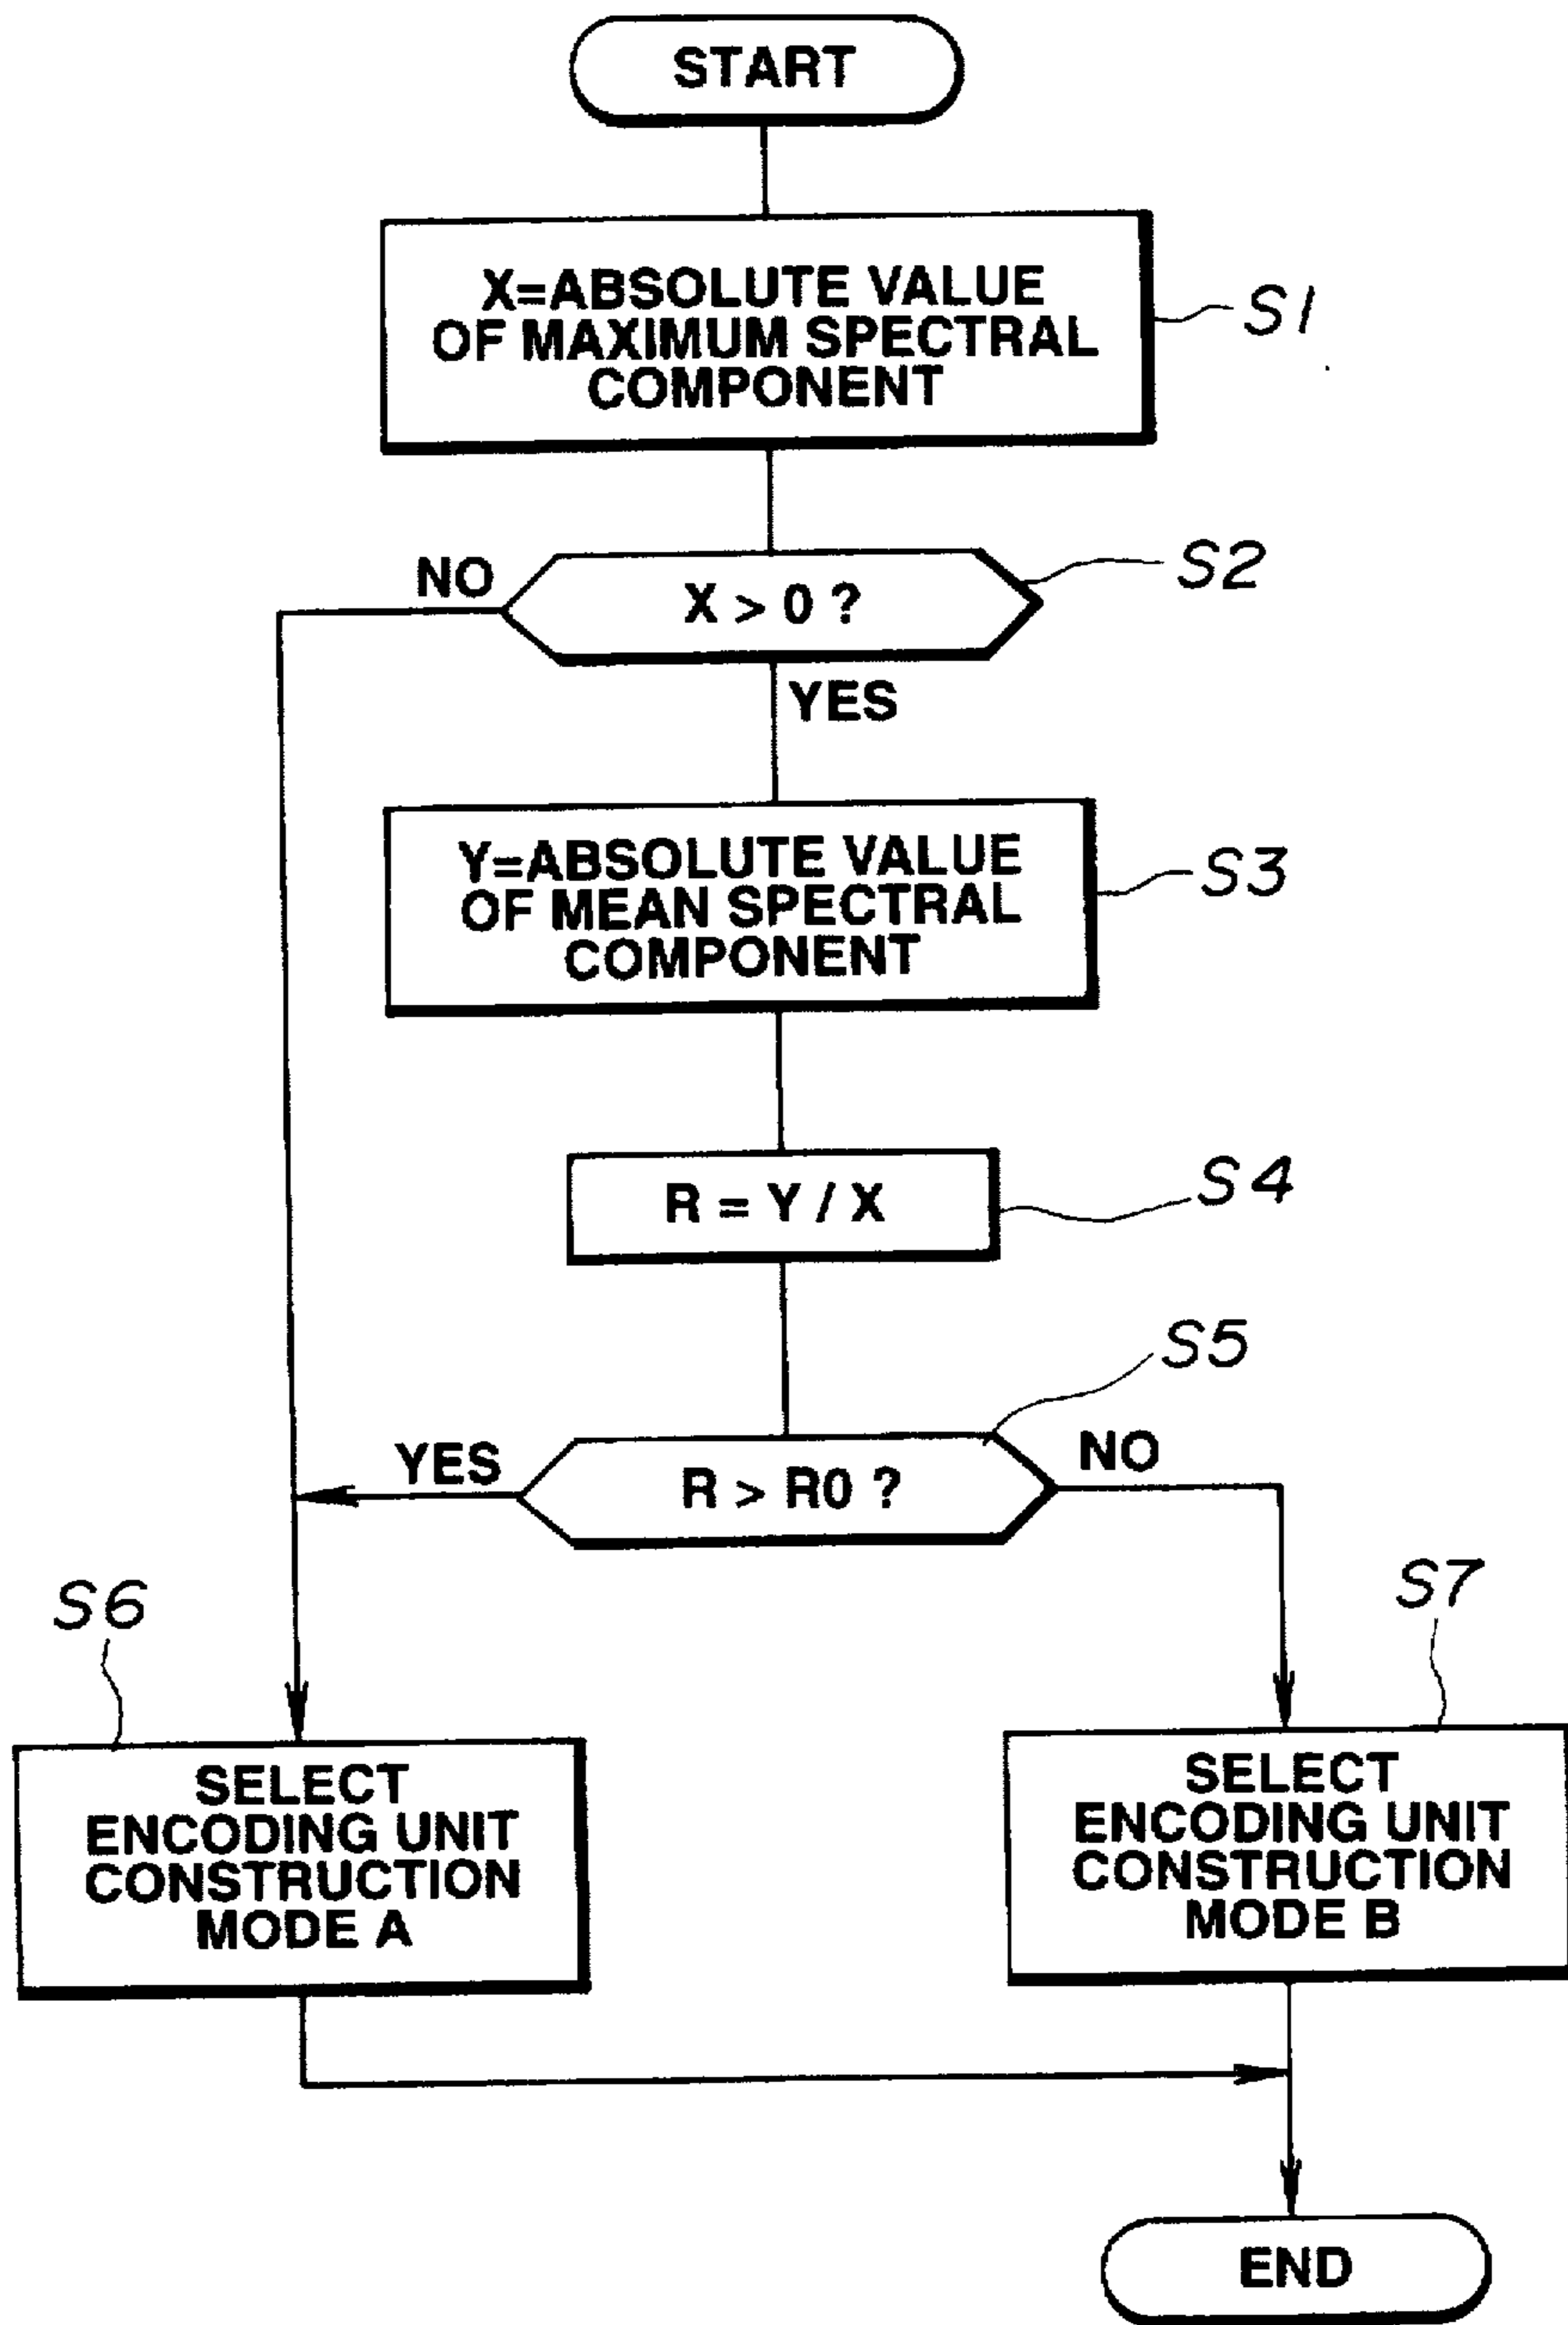 START
X=ABSOLUTE VALUE
OF MAXIMUM SPECTRAL
COMPONENT
S1
NO
X > 0 ?
S2
YES
Y=ABSOLUTE VALUE
OF MEAN SPECTRAL
COMPONENT
S3
R = Y / X
S4
S5
YES
R > R0 ?
NO
S6
S7
SELECT
ENCODING UNIT
CONSTRUCTION
MODE A
SELECT
ENCODING UNIT
CONSTRUCTION
MODE B
END